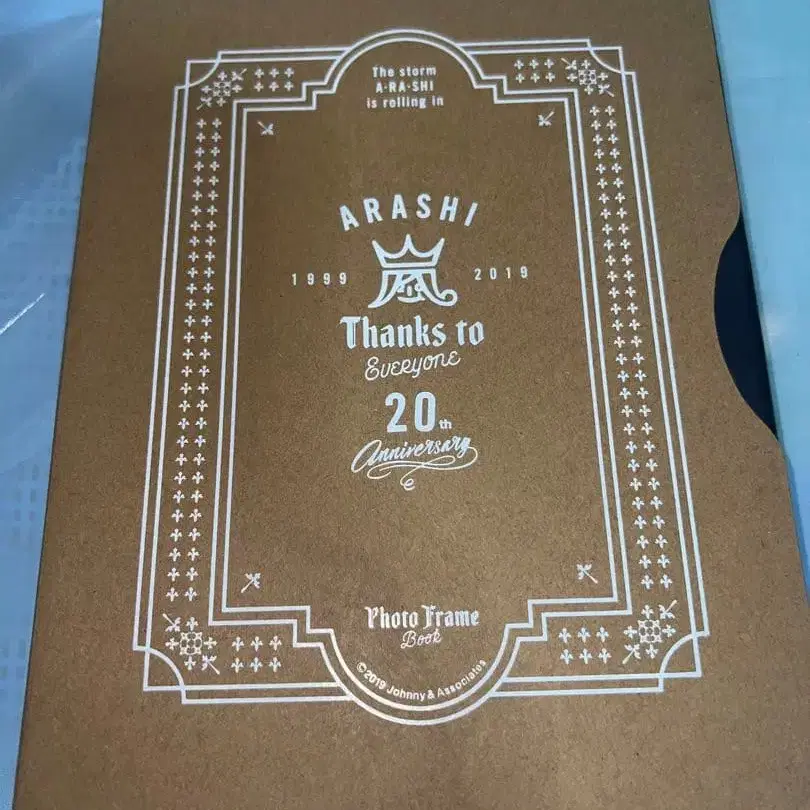 The storm
A·RA·SHI
is rolling in
ARASHI
1999 嵐 2019
Thanks to
Everyone
20th
Anniversary
Photo Frame
Book
©2019 Johnny & Associates